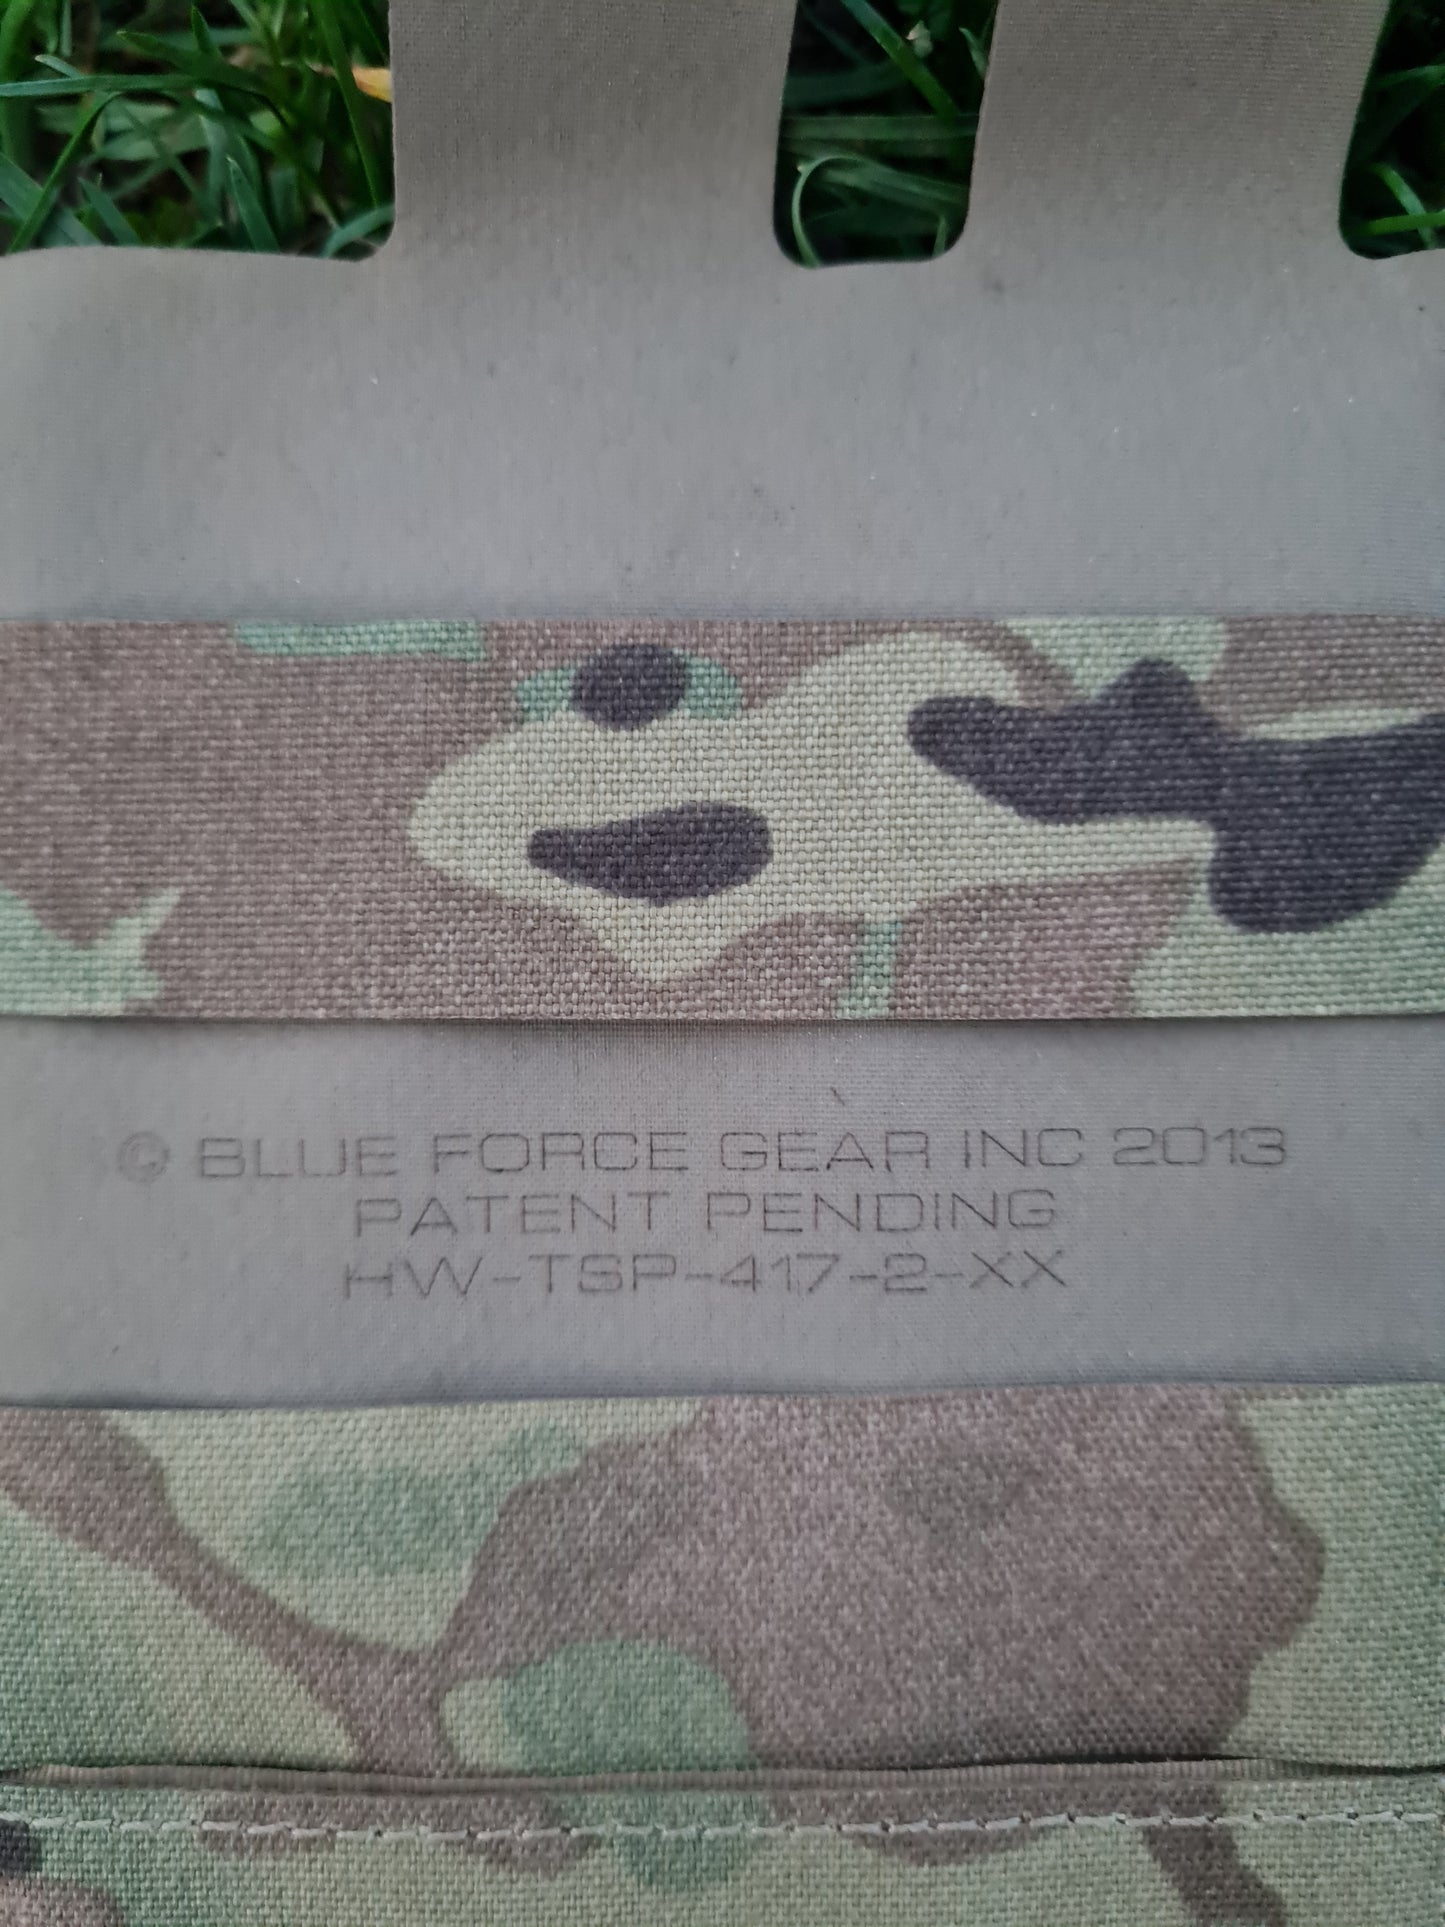 © BLUE FORCE GEAR INC 2013
PATENT PENDING
HW-TSP-417-2-XX